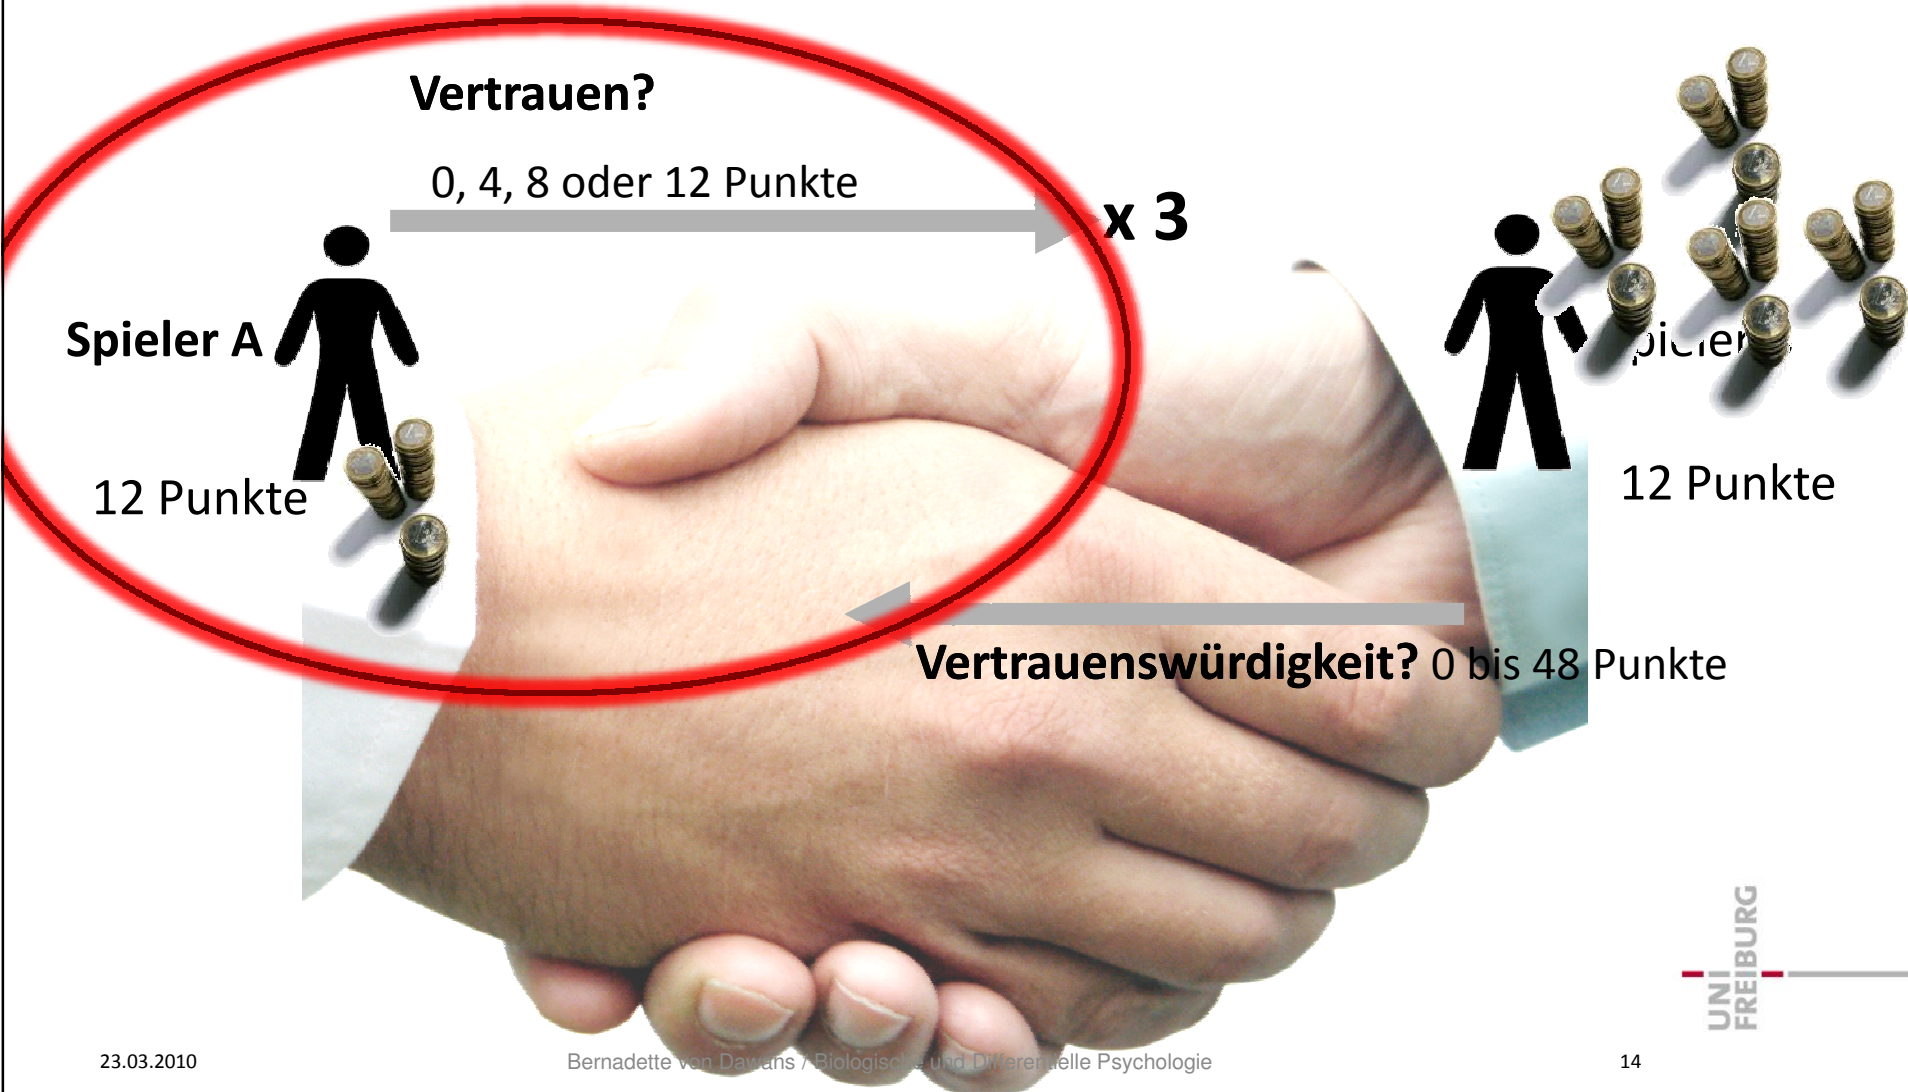 Vertrauen?
0, 4, 8 oder 12 Punkte
x 3
Spieler A
12 Punkte
12 Punkte
Vertrauenswürdigkeit? 0 bis 48 Punkte
UNI
FREIBURG
23.03.2010
Bernadette von Dawans / Biologische und Differentielle Psychologie
14